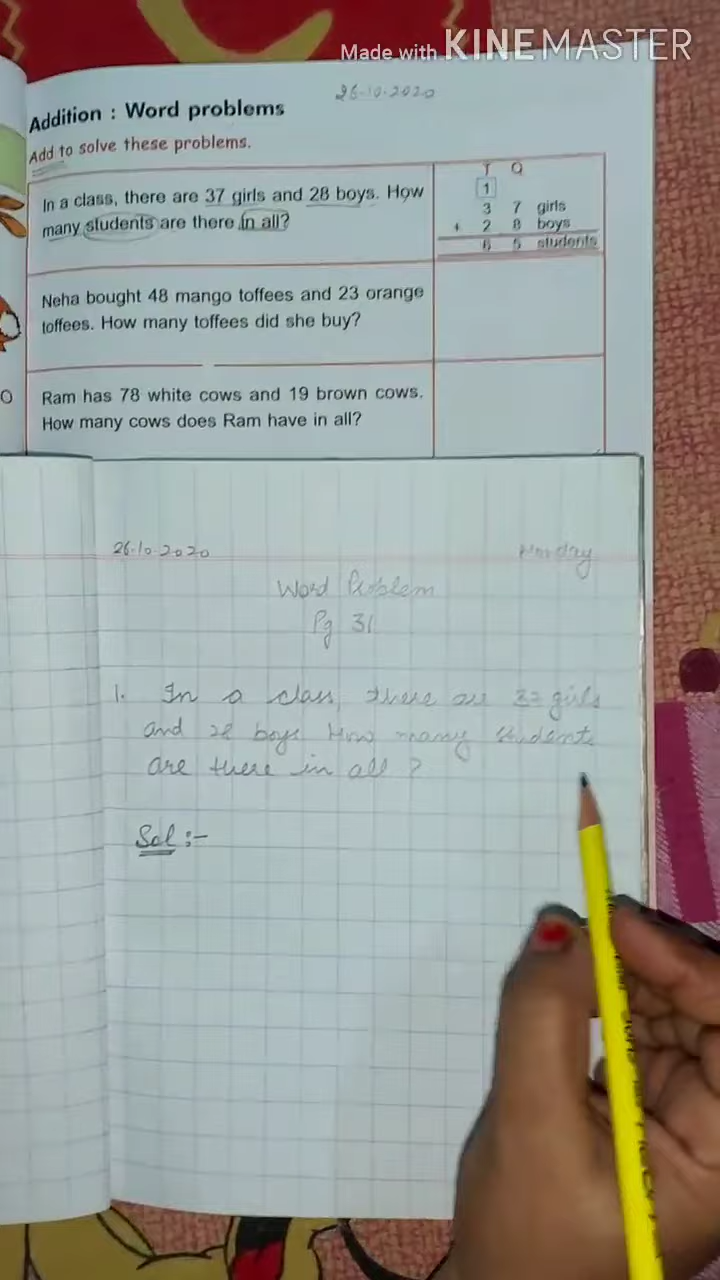 Made with KINEMASTER
26-10-2020
Addition : Word problems
Add to solve these problems.
In a class, there are 37 girls and 28 boys. How
many students are there in all?
T O
1
3 7 girls
+ 2 8 boys
6 5 students
Neha bought 48 mango toffees and 23 orange
toffees. How many toffees did she buy?
O
Ram has 78 white cows and 19 brown cows.
How many cows does Ram have in all?
26-10-2020 Monday
Word Problem
Pg 31
1. In a class, there are 37 girls
and 28 boys How many students
are there in all ?
Sol :-